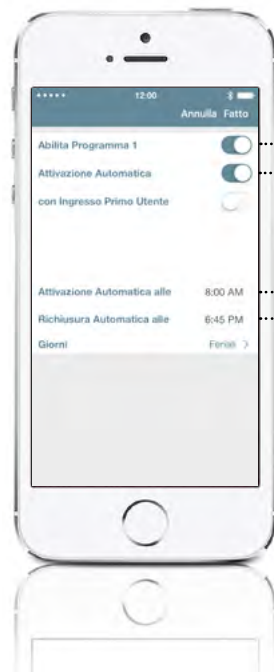 12:00
Annulla Fatto
Abilita Programma 1
Attivazione Automatica
con Ingresso Primo Utente
Attivazione Automatica alle 8:00 AM
Richiusura Automatica alle 6:45 PM
Giorni Feriali >